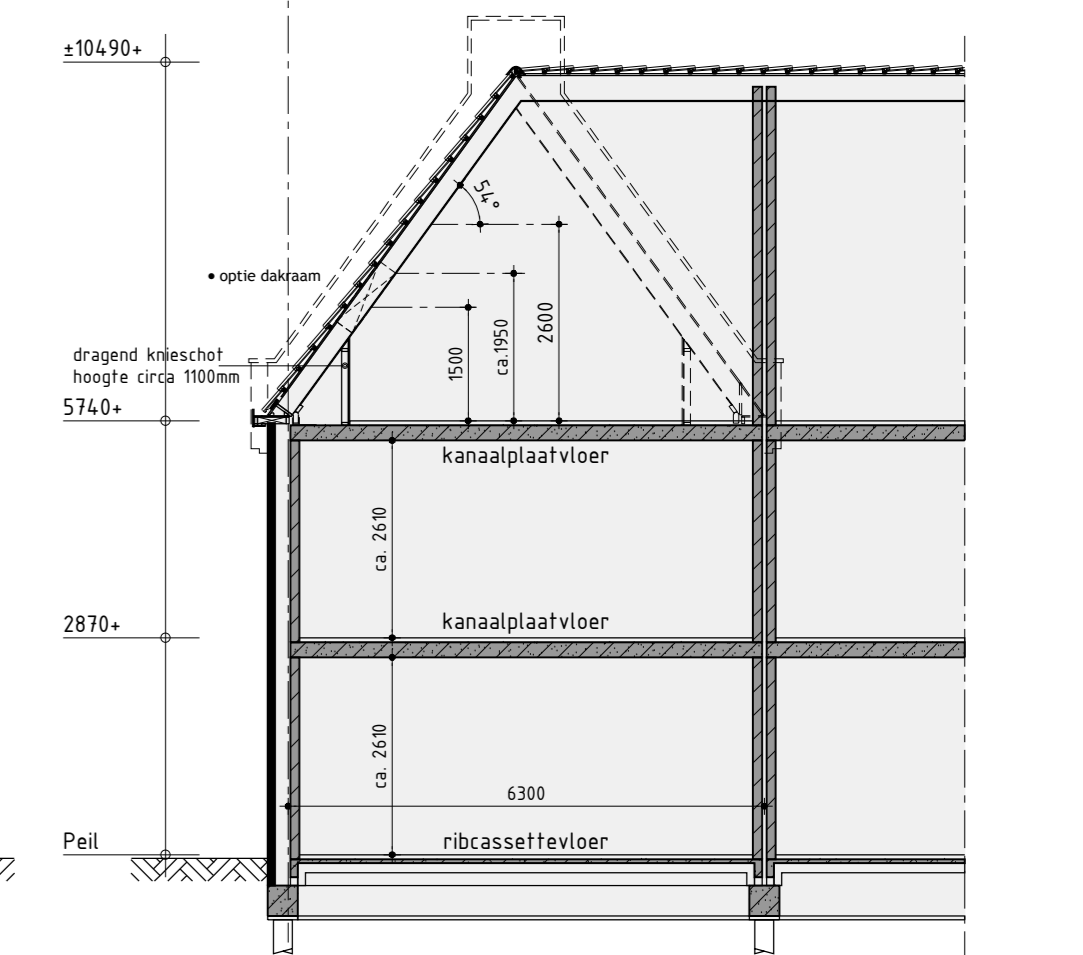 ±10490+
54°
• optie dakraam
2600
ca.1950
1500
dragend knieschot
hoogte circa 1100mm
5740+
kanaalplaatvloer
ca. 2610
2870+
kanaalplaatvloer
ca. 2610
6300
Peil
ribcassettevloer